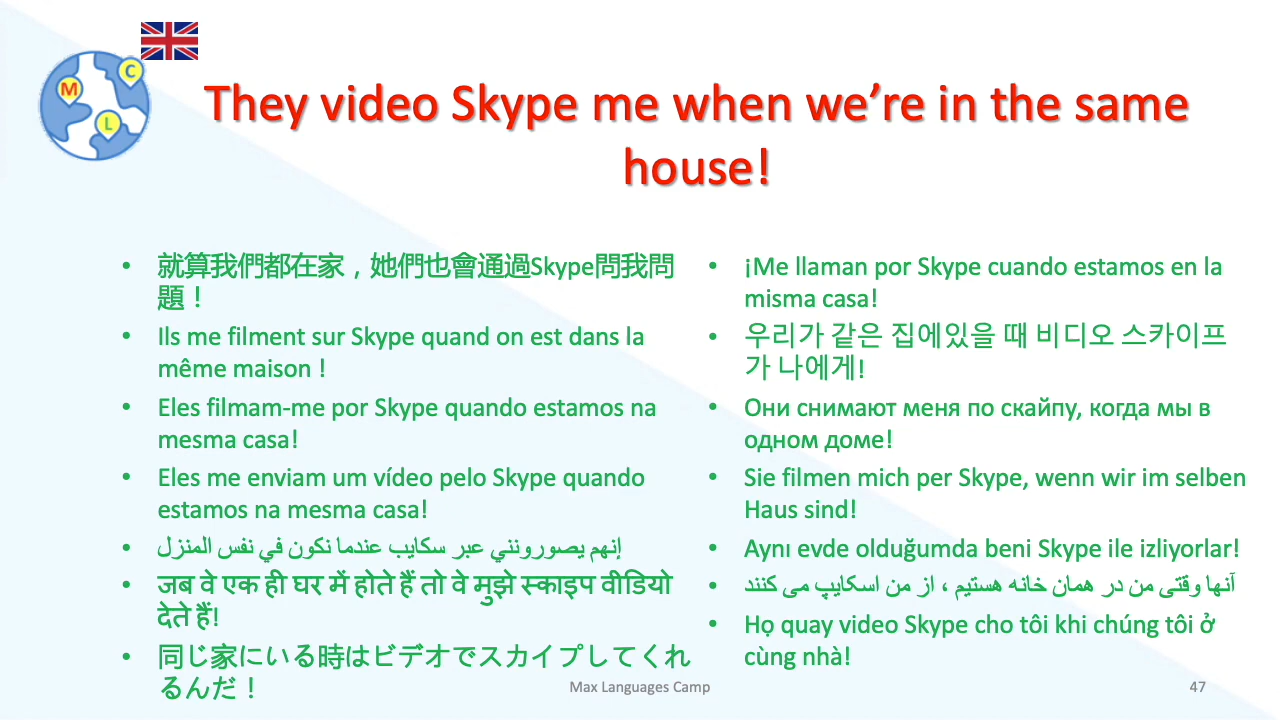 M
C
L
They video Skype me when we’re in the same
house!
• 就算我們都在家，她們也會通過Skype問我問
題！
• Ils me filment sur Skype quand on est dans la
même maison !
• Eles filmam-me por Skype quando estamos na
mesma casa!
• Eles me enviam um vídeo pelo Skype quando
estamos na mesma casa!
• إنهم يصورونني عبر سكايب عندما نكون في نفس المنزل
• जब वे एक ही घर में होते हैं तो वे मुझे स्काइप वीडियो
देते हैं!
• 同じ家にいる時はビデオでスカイプしてくれ
るんだ！
• ¡Me llaman por Skype cuando estamos en la
misma casa!
• 우리가 같은 집에있을 때 비디오 스카이프
가 나에게!
• Они снимают меня по скайпу, когда мы в
одном доме!
• Sie filmen mich per Skype, wenn wir im selben
Haus sind!
• Aynı evde olduğumda beni Skype ile izliyorlar!
• آنها وقتی من در همان خانه هستیم ، از من اسکایپ می کنند
• Họ quay video Skype cho tôi khi chúng tôi ở
cùng nhà!
Max Languages Camp
47